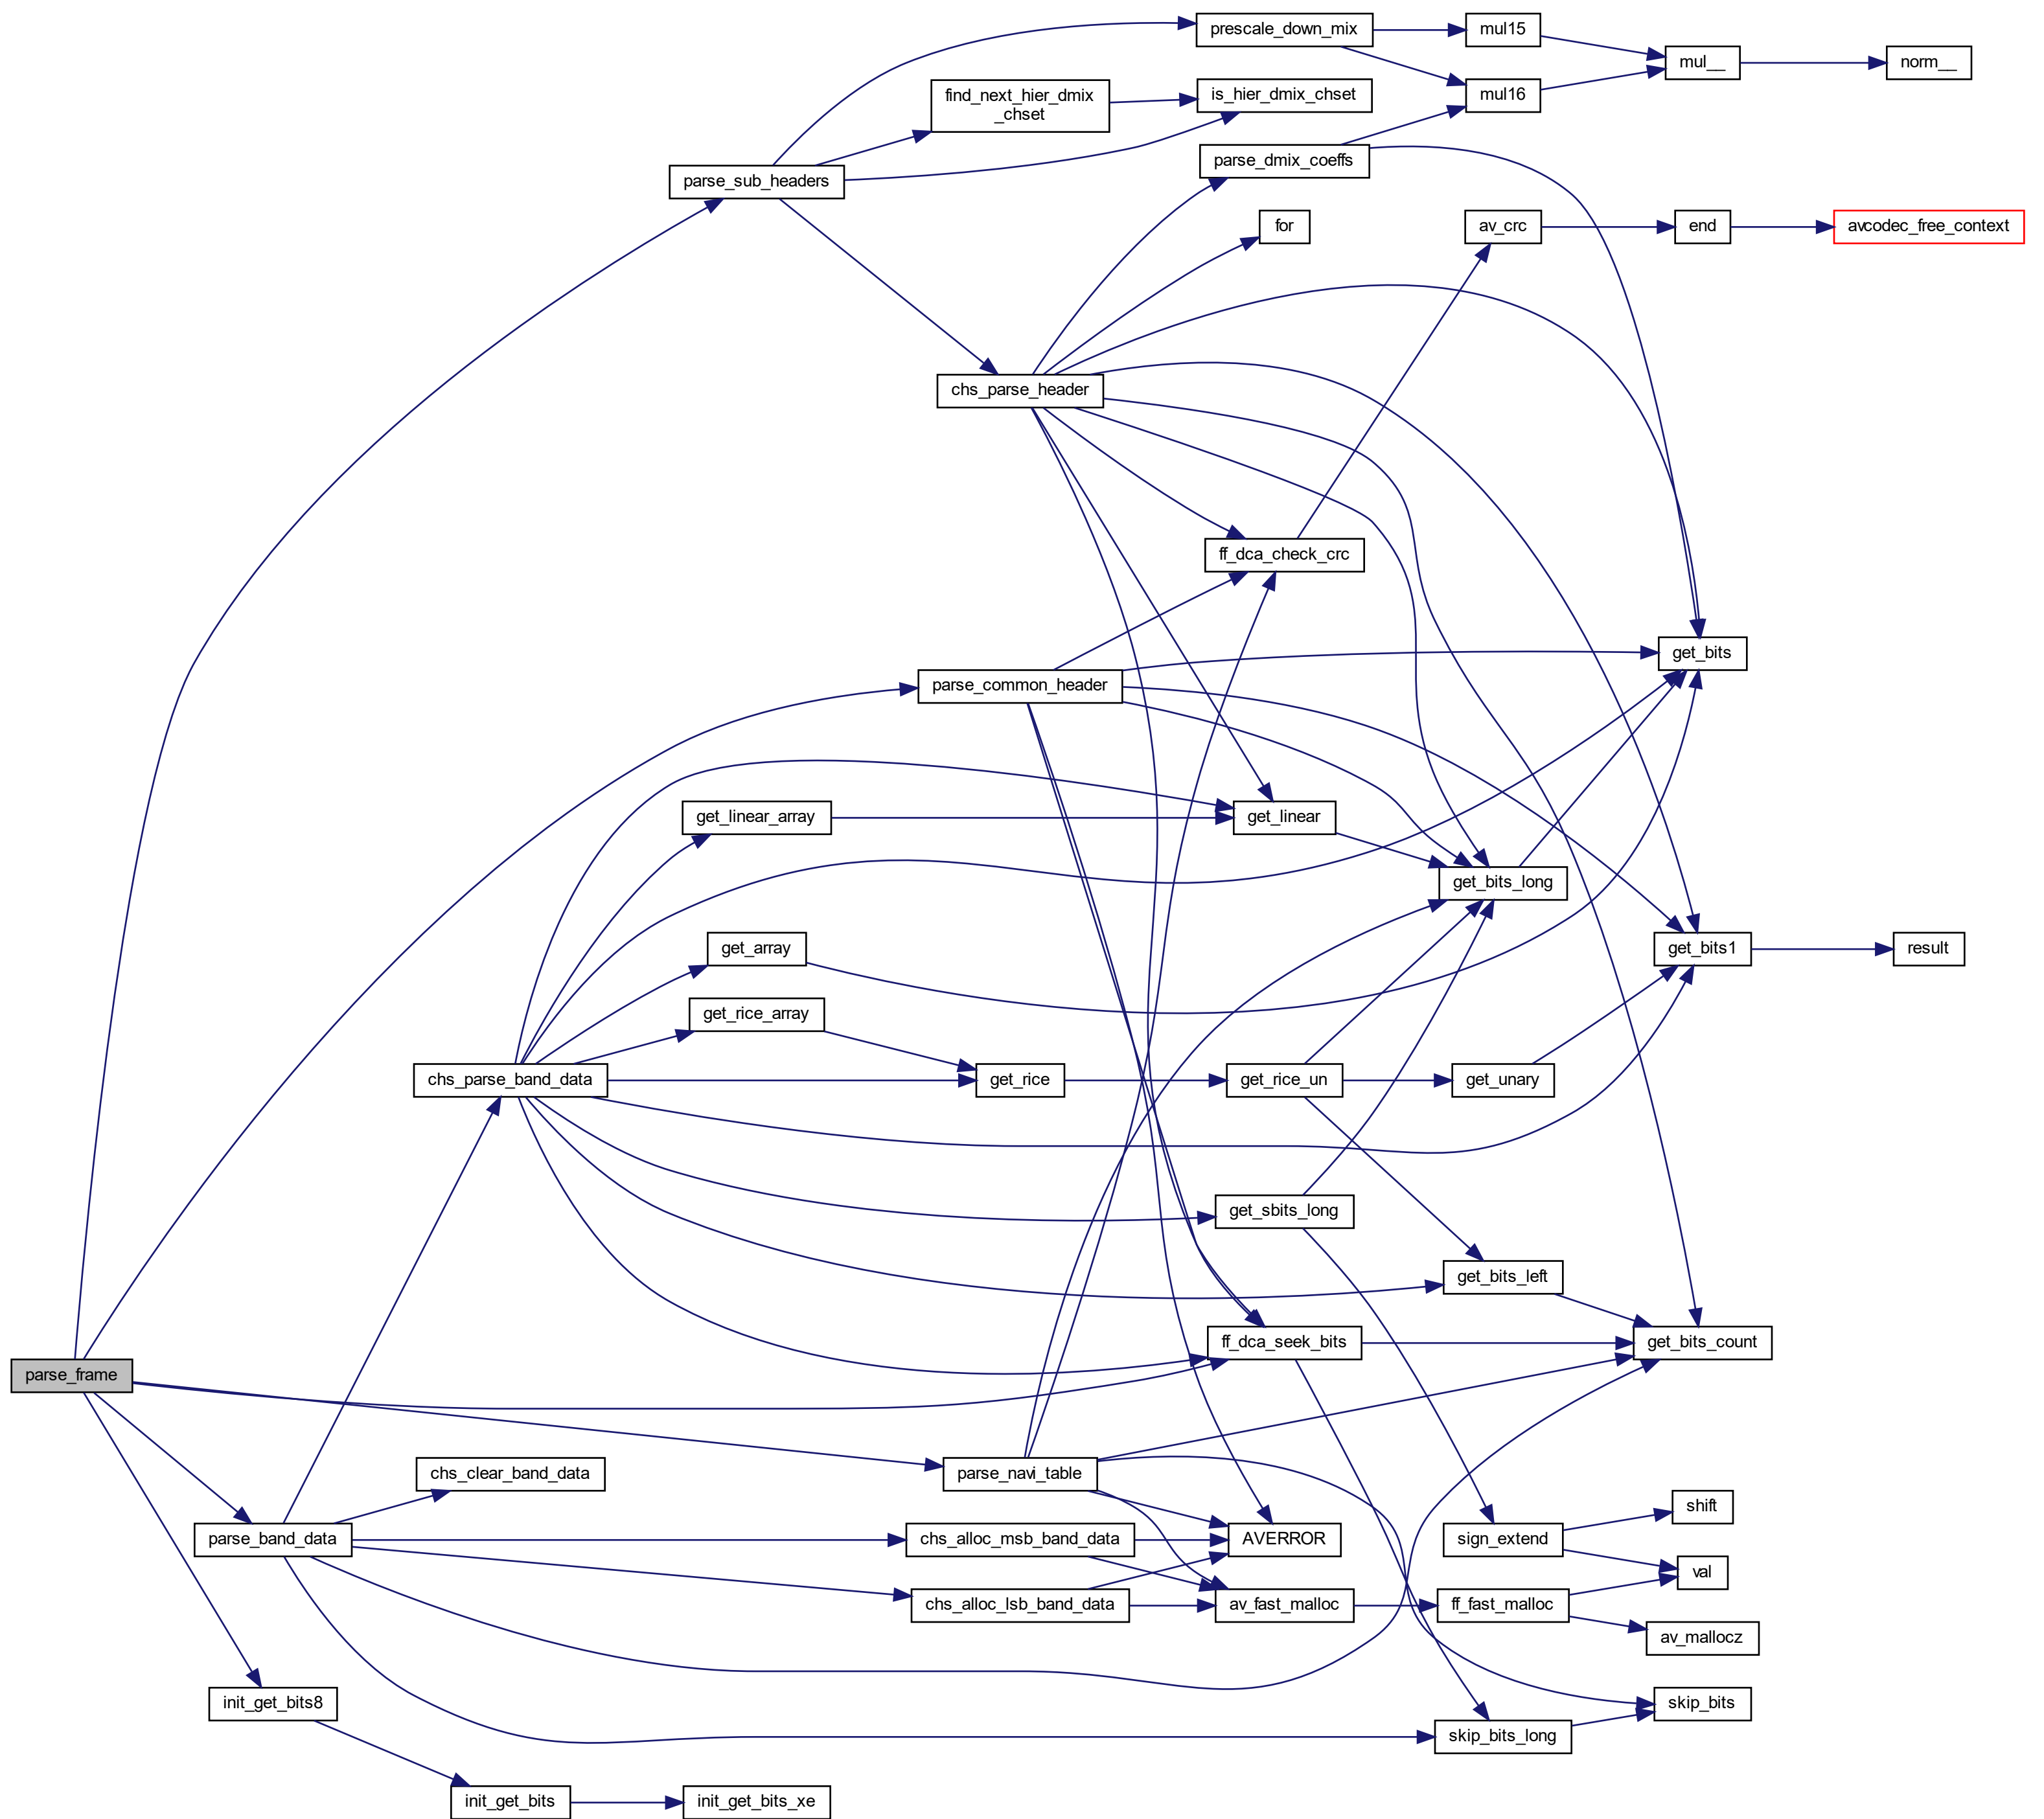 prescale_down_mix
mul15
mul__
norm__
find_next_hier_dmix
_chset
is_hier_dmix_chset
mul16
parse_sub_headers
parse_dmix_coeffs
for
av_crc
end
avcodec_free_context
chs_parse_header
ff_dca_check_crc
parse_common_header
get_bits
get_linear_array
get_linear
get_bits_long
get_array
get_bits1
result
get_rice_array
chs_parse_band_data
get_rice
get_rice_un
get_unary
get_sbits_long
get_bits_left
ff_dca_seek_bits
get_bits_count
parse_frame
chs_clear_band_data
parse_navi_table
shift
parse_band_data
chs_alloc_msb_band_data
AVERROR
sign_extend
val
chs_alloc_lsb_band_data
av_fast_malloc
ff_fast_malloc
av_mallocz
init_get_bits8
skip_bits
skip_bits_long
init_get_bits
init_get_bits_xe